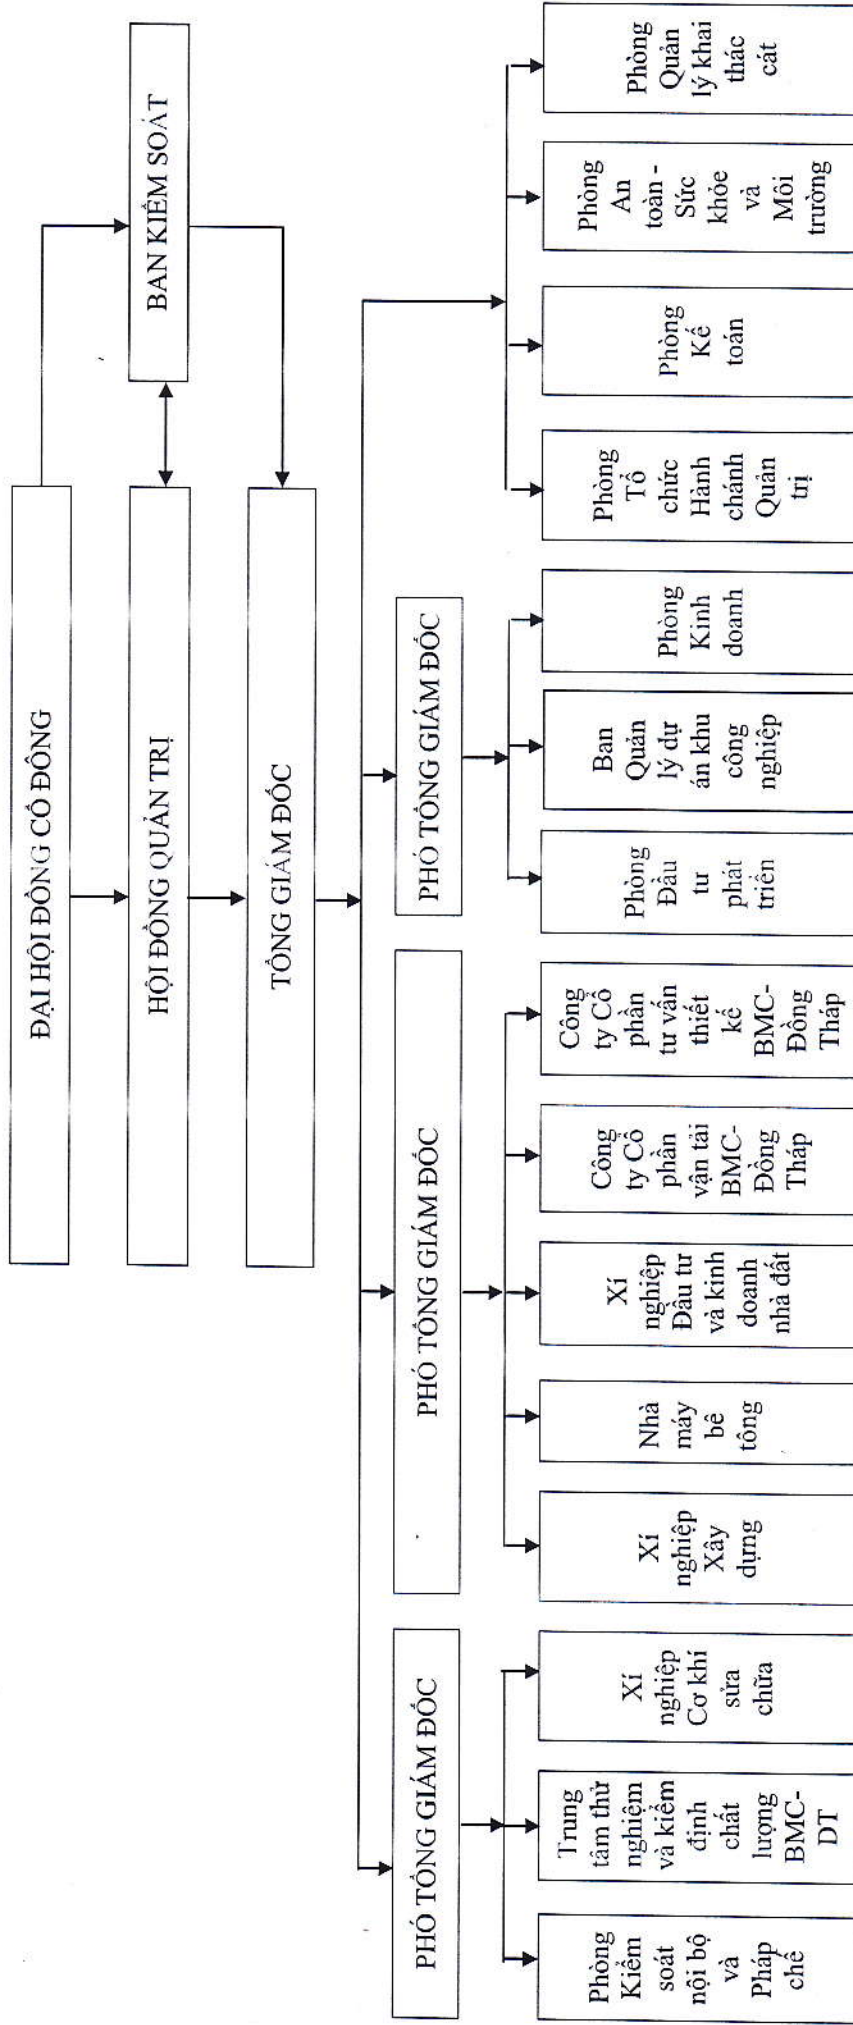 ĐẠI HỘI ĐỒNG CỔ ĐÔNG
BAN KIỂM SOÁT
HỘI ĐỒNG QUẢN TRỊ
TỔNG GIÁM ĐỐC
PHÓ TỔNG GIÁM ĐỐC
PHÓ TỔNG GIÁM ĐỐC
PHÓ TỔNG GIÁM ĐỐC
Phòng
Kiểm
soát
nội bộ
và
Pháp
chế
Trung
tâm thử
nghiệm
và kiểm
định
chất
lượng
BMC-
DT
Xí
nghiệp
Cơ khí
sửa
chữa
Xí
nghiệp
Xây
dựng
Nhà
máy
bê
tông
Xí
nghiệp
Đầu tư
và kinh
doanh
nhà đất
Công
ty Cổ
phần
vận tải
BMC-
Đồng
Tháp
Công
ty Cổ
phần
tư vấn
thiết
kế
BMC-
Đồng
Tháp
Phòng
Đầu
tư
phát
triển
Ban
Quản
lý dự
án khu
công
nghiệp
Phòng
Kinh
doanh
Phòng
Tổ
chức
Hành
chánh
Quản
trị
Phòng
Kế
toán
Phòng
An
toàn -
Sức
khỏe
và
Môi
trường
Phòng
Quản
lý khai
thác
cát